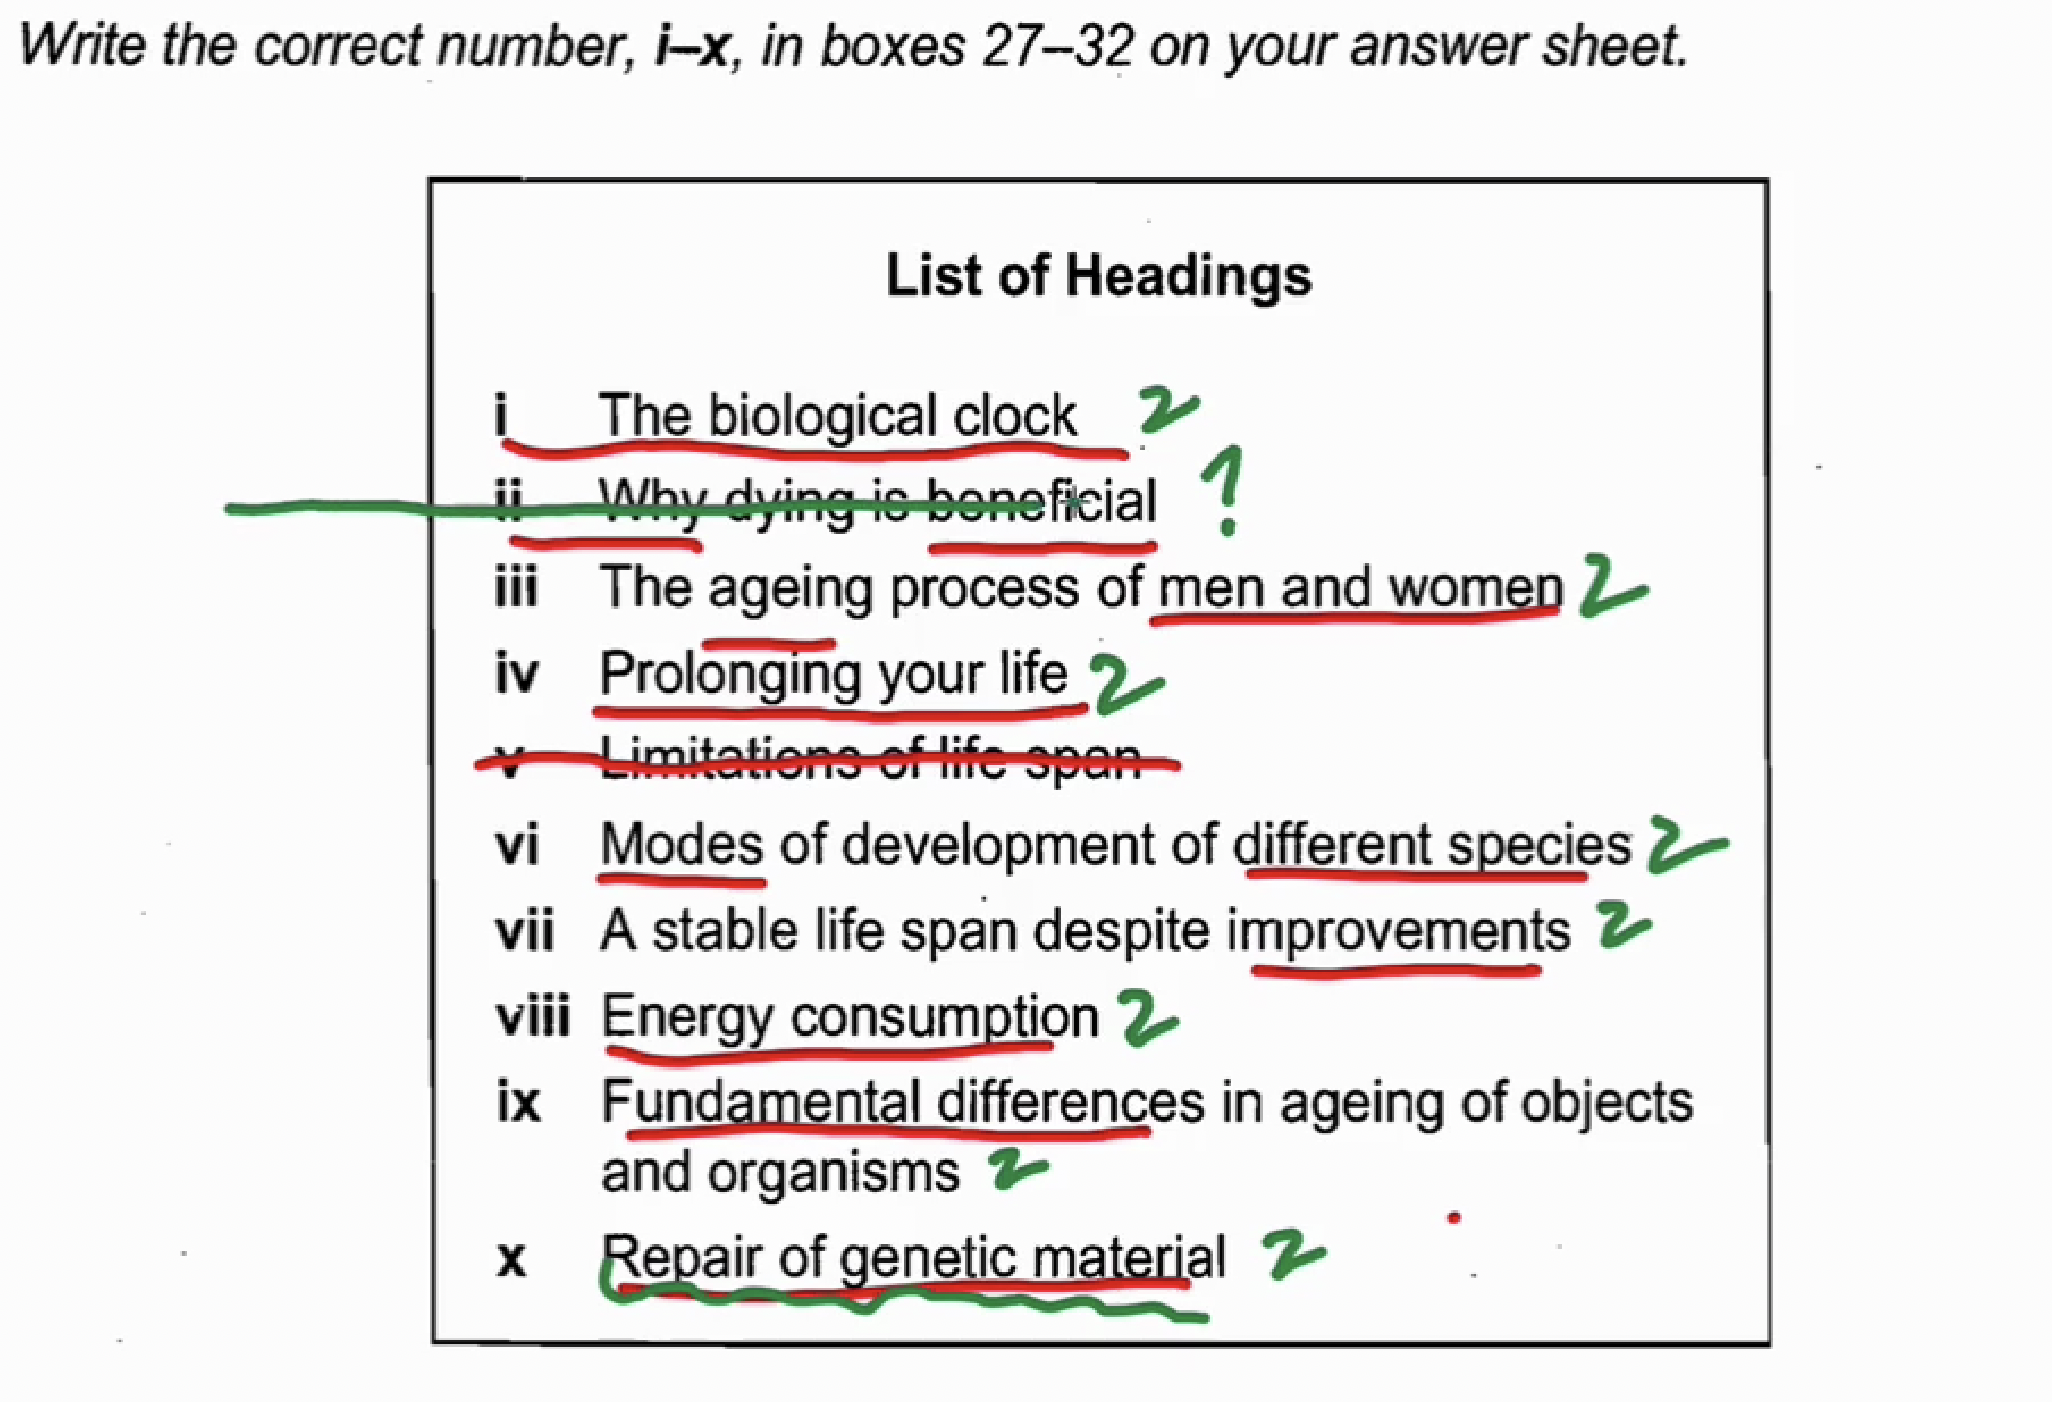 Write the correct number, i–x, in boxes 27–32 on your answer sheet.
List of Headings
i The biological clock 2
ii Why dying is beneficial ?
iii The ageing process of men and women 2
iv Prolonging your life 2
v Limitations of life span
vi Modes of development of different species 2
vii A stable life span despite improvements 2
viii Energy consumption 2
ix Fundamental differences in ageing of objects
and organisms 2
x Repair of genetic material 2